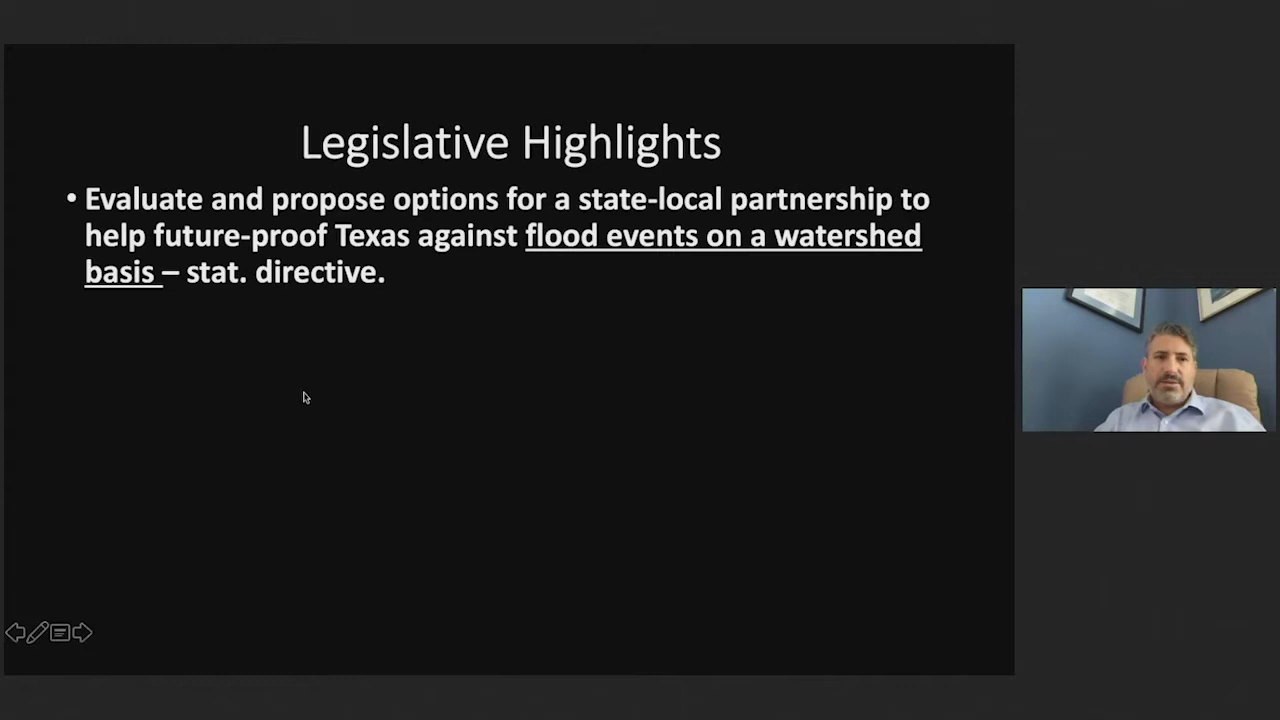 Legislative Highlights
• Evaluate and propose options for a state-local partnership to
help future-proof Texas against flood events on a watershed
basis – stat. directive.